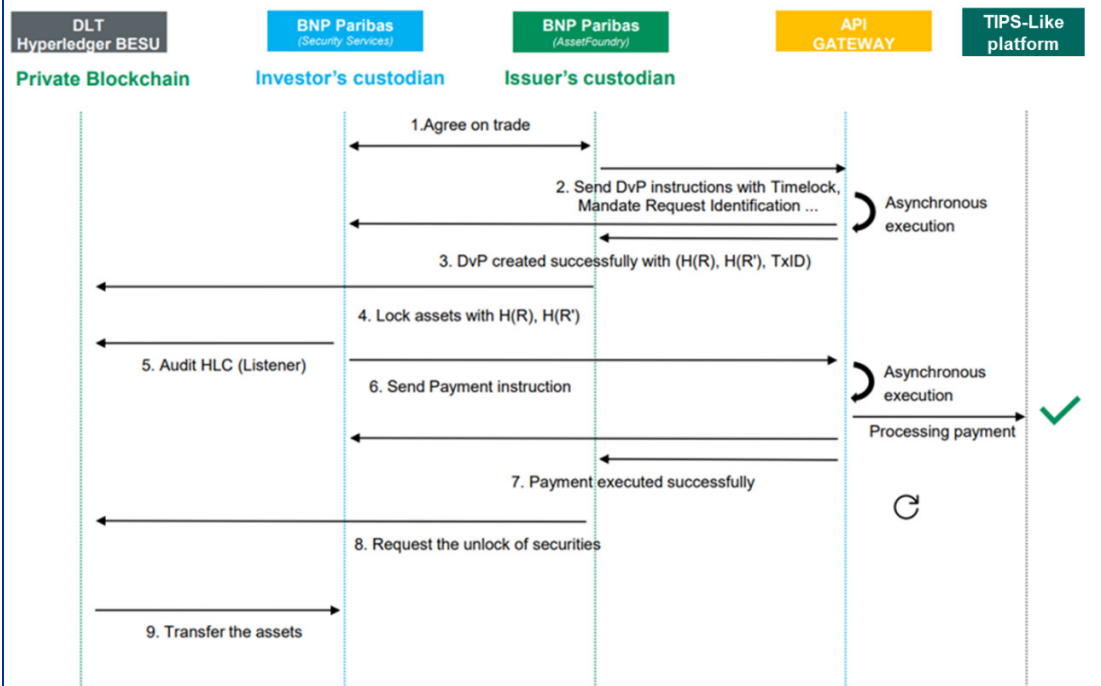 DLT
Hyperledger BESU
BNP Paribas
(Security Services)
BNP Paribas
(AssetFoundry)
API
GATEWAY
TIPS-Like
platform
Private Blockchain
Investor's custodian
Issuer's custodian
1.Agree on trade
2. Send DvP instructions with Timelock,
Mandate Request Identification ...
Asynchronous
execution
3. DvP created successfully with (H(R), H(R'), TxID)
4. Lock assets with H(R), H(R')
5. Audit HLC (Listener)
6. Send Payment instruction
Asynchronous
execution
Processing payment
7. Payment executed successfully
8. Request the unlock of securities
9. Transfer the assets